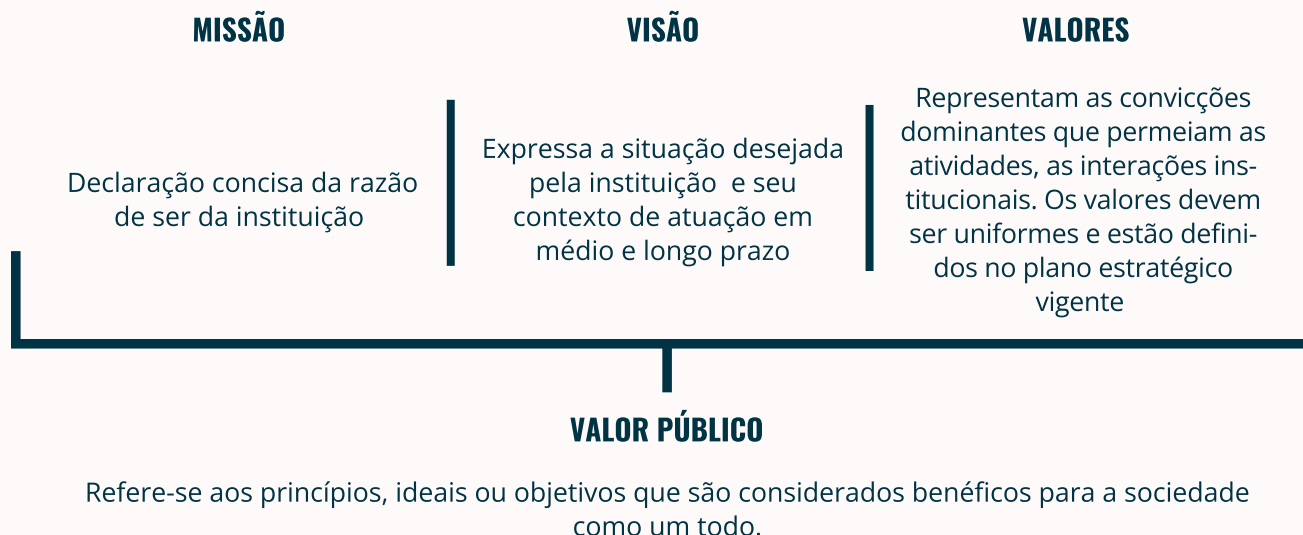 MISSÃO
Declaração concisa da razão
de ser da instituição
VISÃO
Expressa a situação desejada
pela instituição  e seu
contexto de atuação em
médio e longo prazo
VALORES
Representam as convicções
dominantes que permeiam as
atividades, as interações ins-
titucionais. Os valores devem
ser uniformes e estão defini-
dos no plano estratégico
vigente
VALOR PÚBLICO
Refere-se aos princípios, ideais ou objetivos que são considerados benéficos para a sociedade
como um todo.